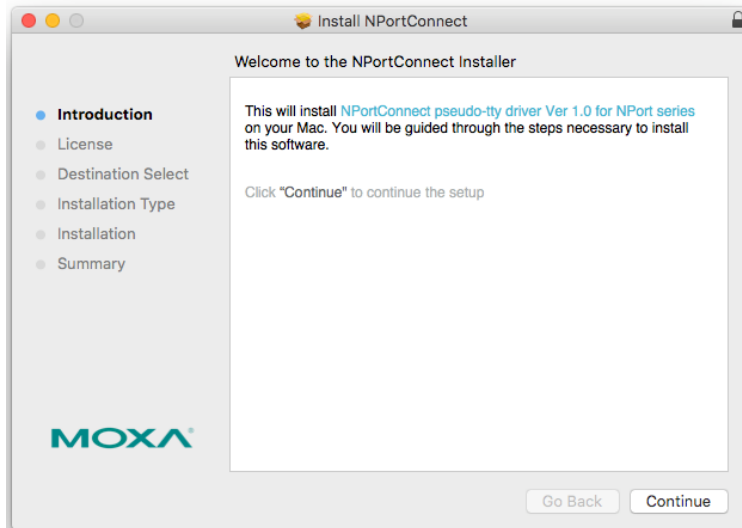 Install NPortConnect
Welcome to the NPortConnect Installer
Introduction
License
Destination Select
Installation Type
Installation
Summary
This will install NPortConnect pseudo-tty driver Ver 1.0 for NPort series
on your Mac. You will be guided through the steps necessary to install
this software.
Click “Continue” to continue the setup
MOXA®
Go Back
Continue